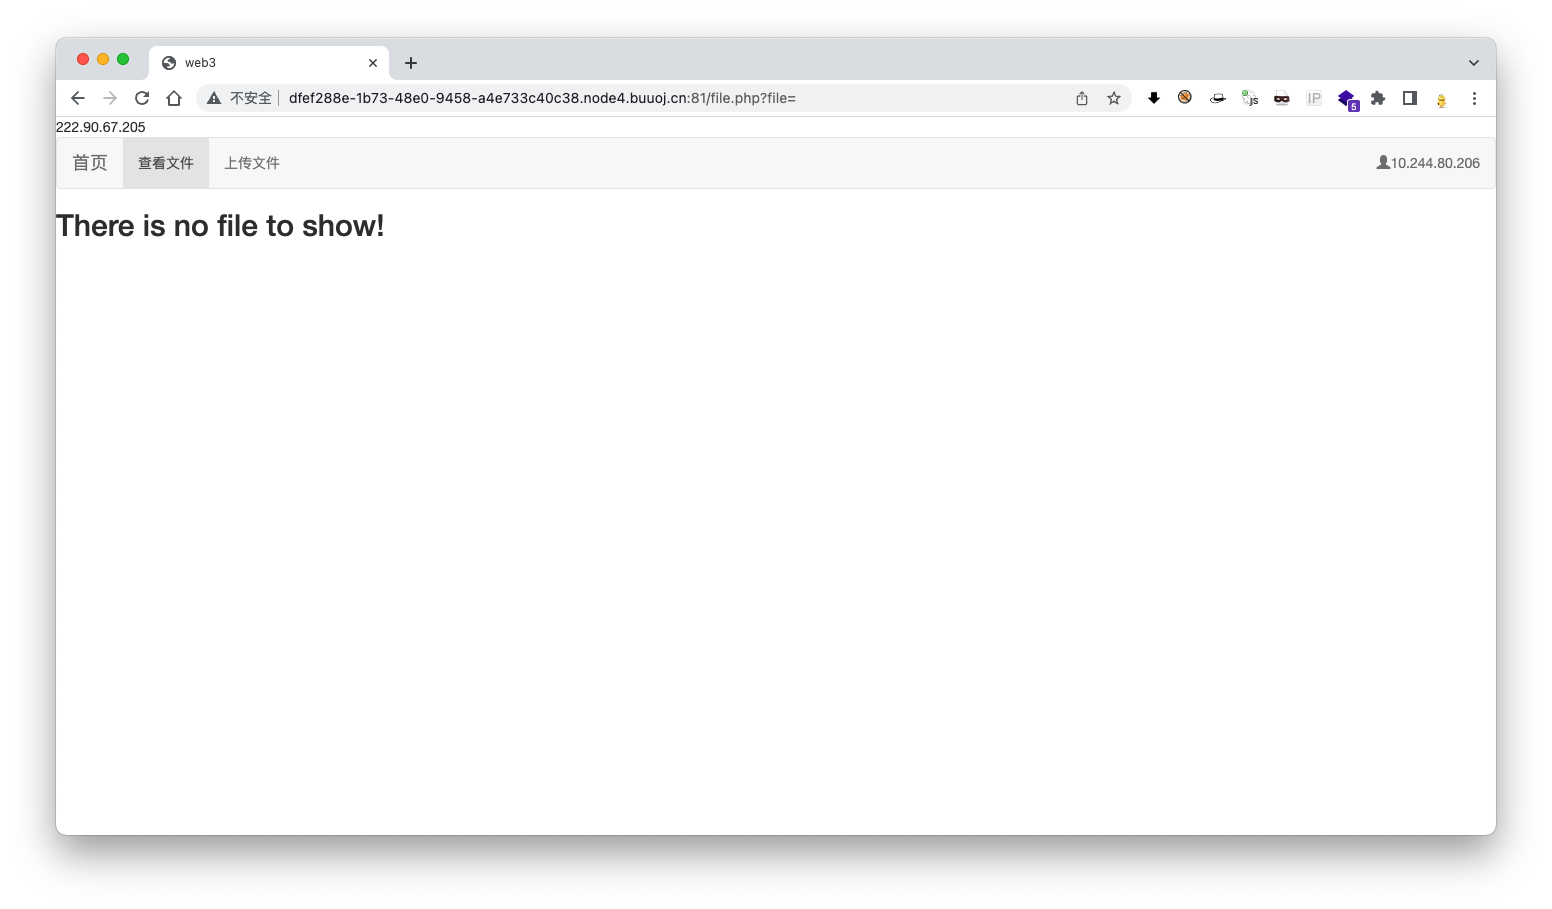 web3
不安全 dfef288e-1b73-48e0-9458-a4e733c40c38.node4.buuoj.cn:81/file.php?file=
JS
IP
5
222.90.67.205
首页 查看文件 上传文件 10.244.80.206
There is no file to show!